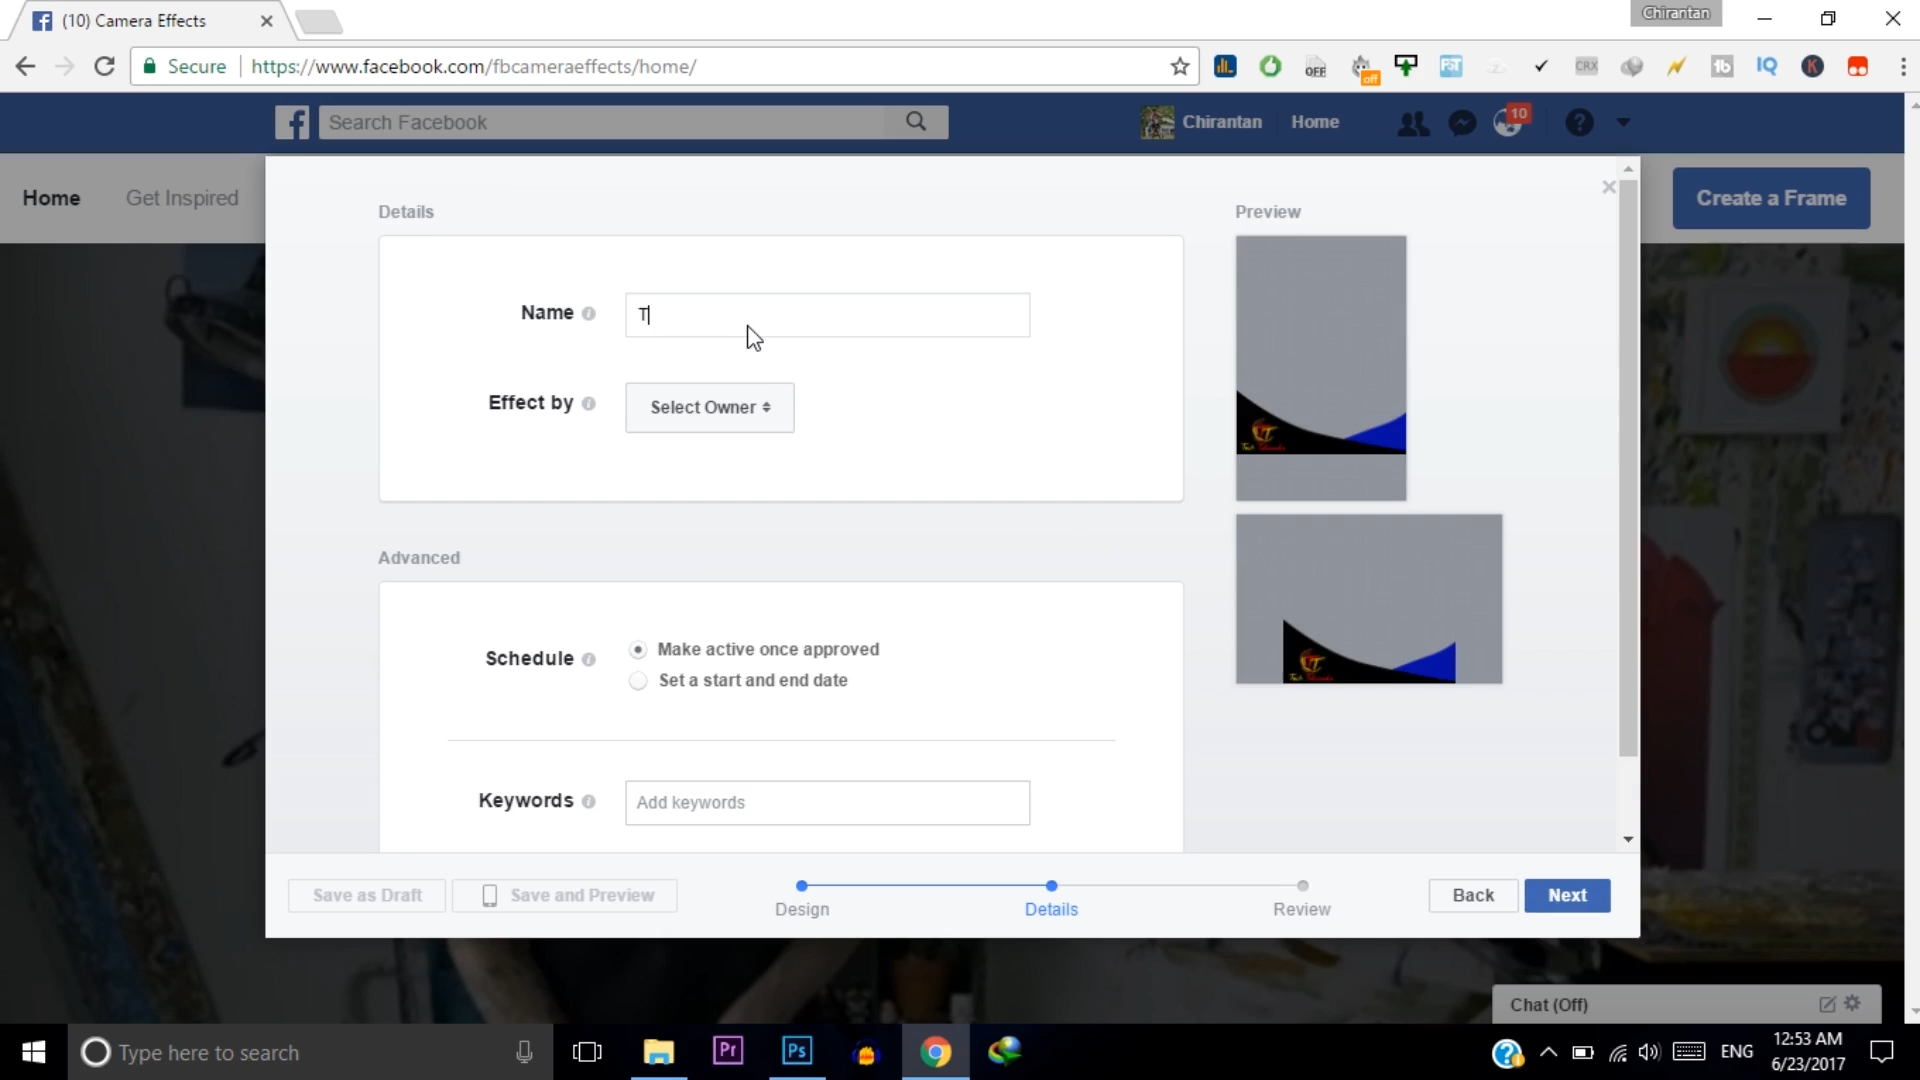 (10) Camera Effects
Chirantan
Secure
https://www.facebook.com/fbcameraeffects/home/
Search Facebook
Chirantan
Home
10
Home
Get Inspired
Create a Frame
Details
Preview
Name
T
Effect by
Select Owner
Advanced
Schedule
Make active once approved
Set a start and end date
Keywords
Add keywords
Save as Draft
Save and Preview
Design
Details
Review
Back
Next
Chat (Off)
Type here to search
Pr
Ps
ENG
12:53 AM
6/23/2017